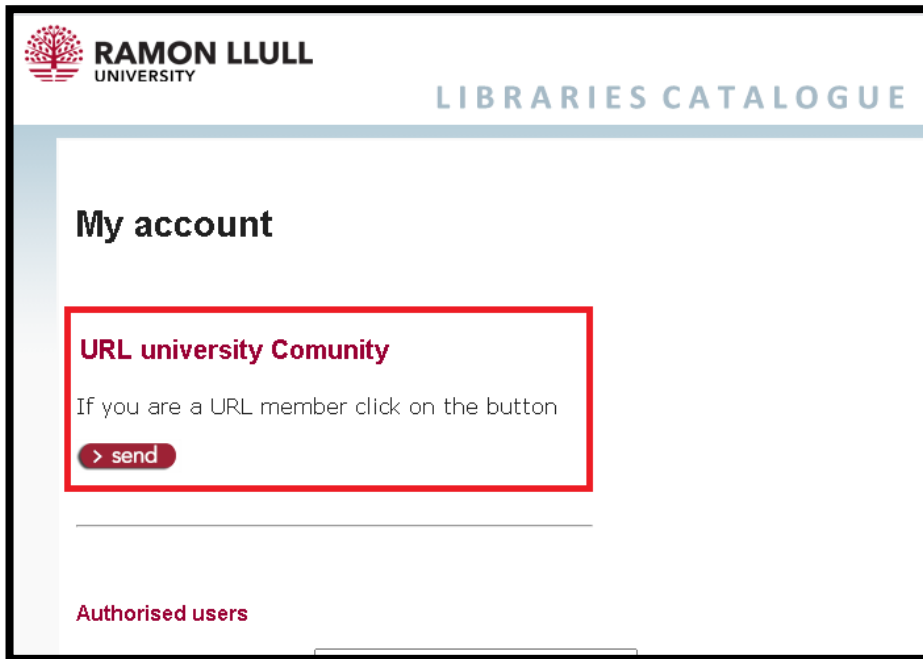 RAMON LLULL
UNIVERSITY
LIBRARIES CATALOGUE
My account
URL university Comunity
If you are a URL member click on the button
> send
Authorised users